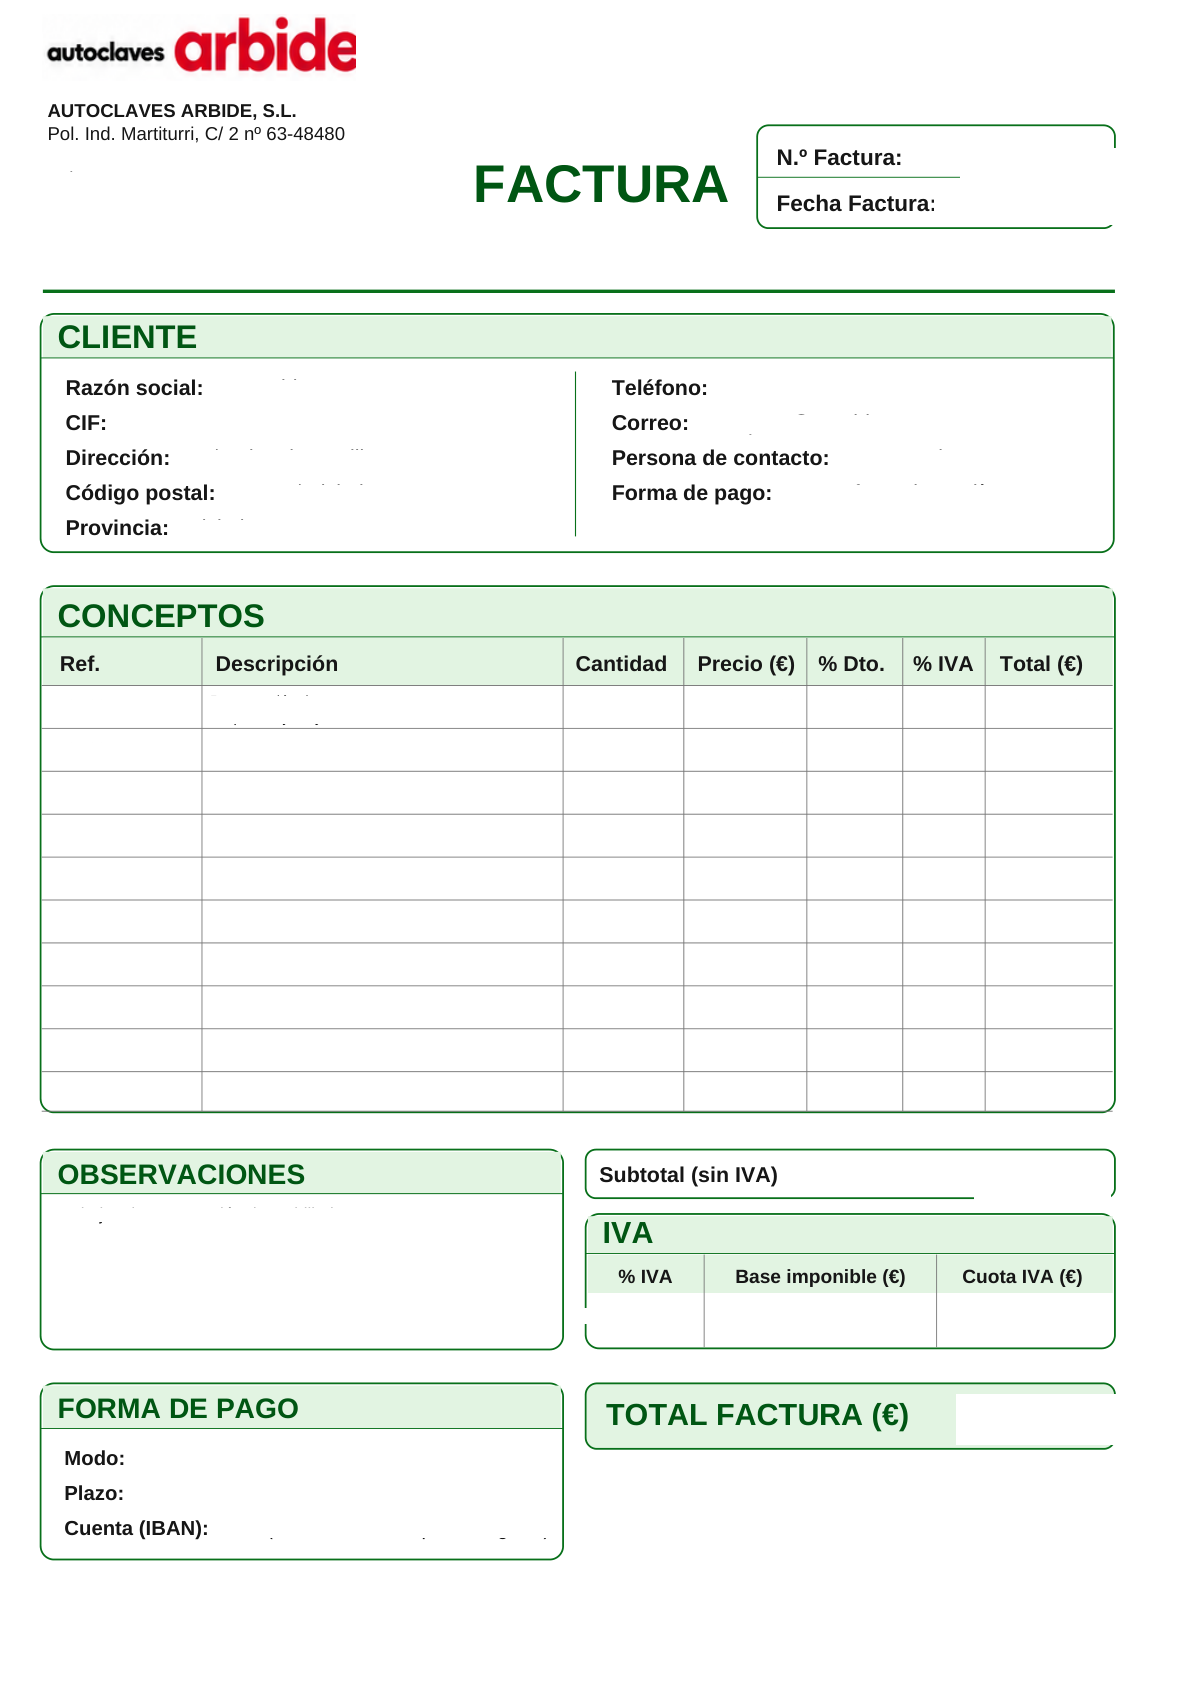 autoclaves arbide
AUTOCLAVES ARBIDE, S.L.
Pol. Ind. Martiturri, C/ 2 nº 63-48480
FACTURA
N.º Factura:
Fecha Factura:
CLIENTE
Razón social:
CIF:
Dirección:
Código postal:
Provincia:
Teléfono:
Correo:
Persona de contacto:
Forma de pago:
CONCEPTOS
Ref. Descripción Cantidad Precio (€) % Dto. % IVA Total (€)
OBSERVACIONES
Subtotal (sin IVA)
IVA
% IVA Base imponible (€) Cuota IVA (€)
FORMA DE PAGO
Modo:
Plazo:
Cuenta (IBAN):
TOTAL FACTURA (€)